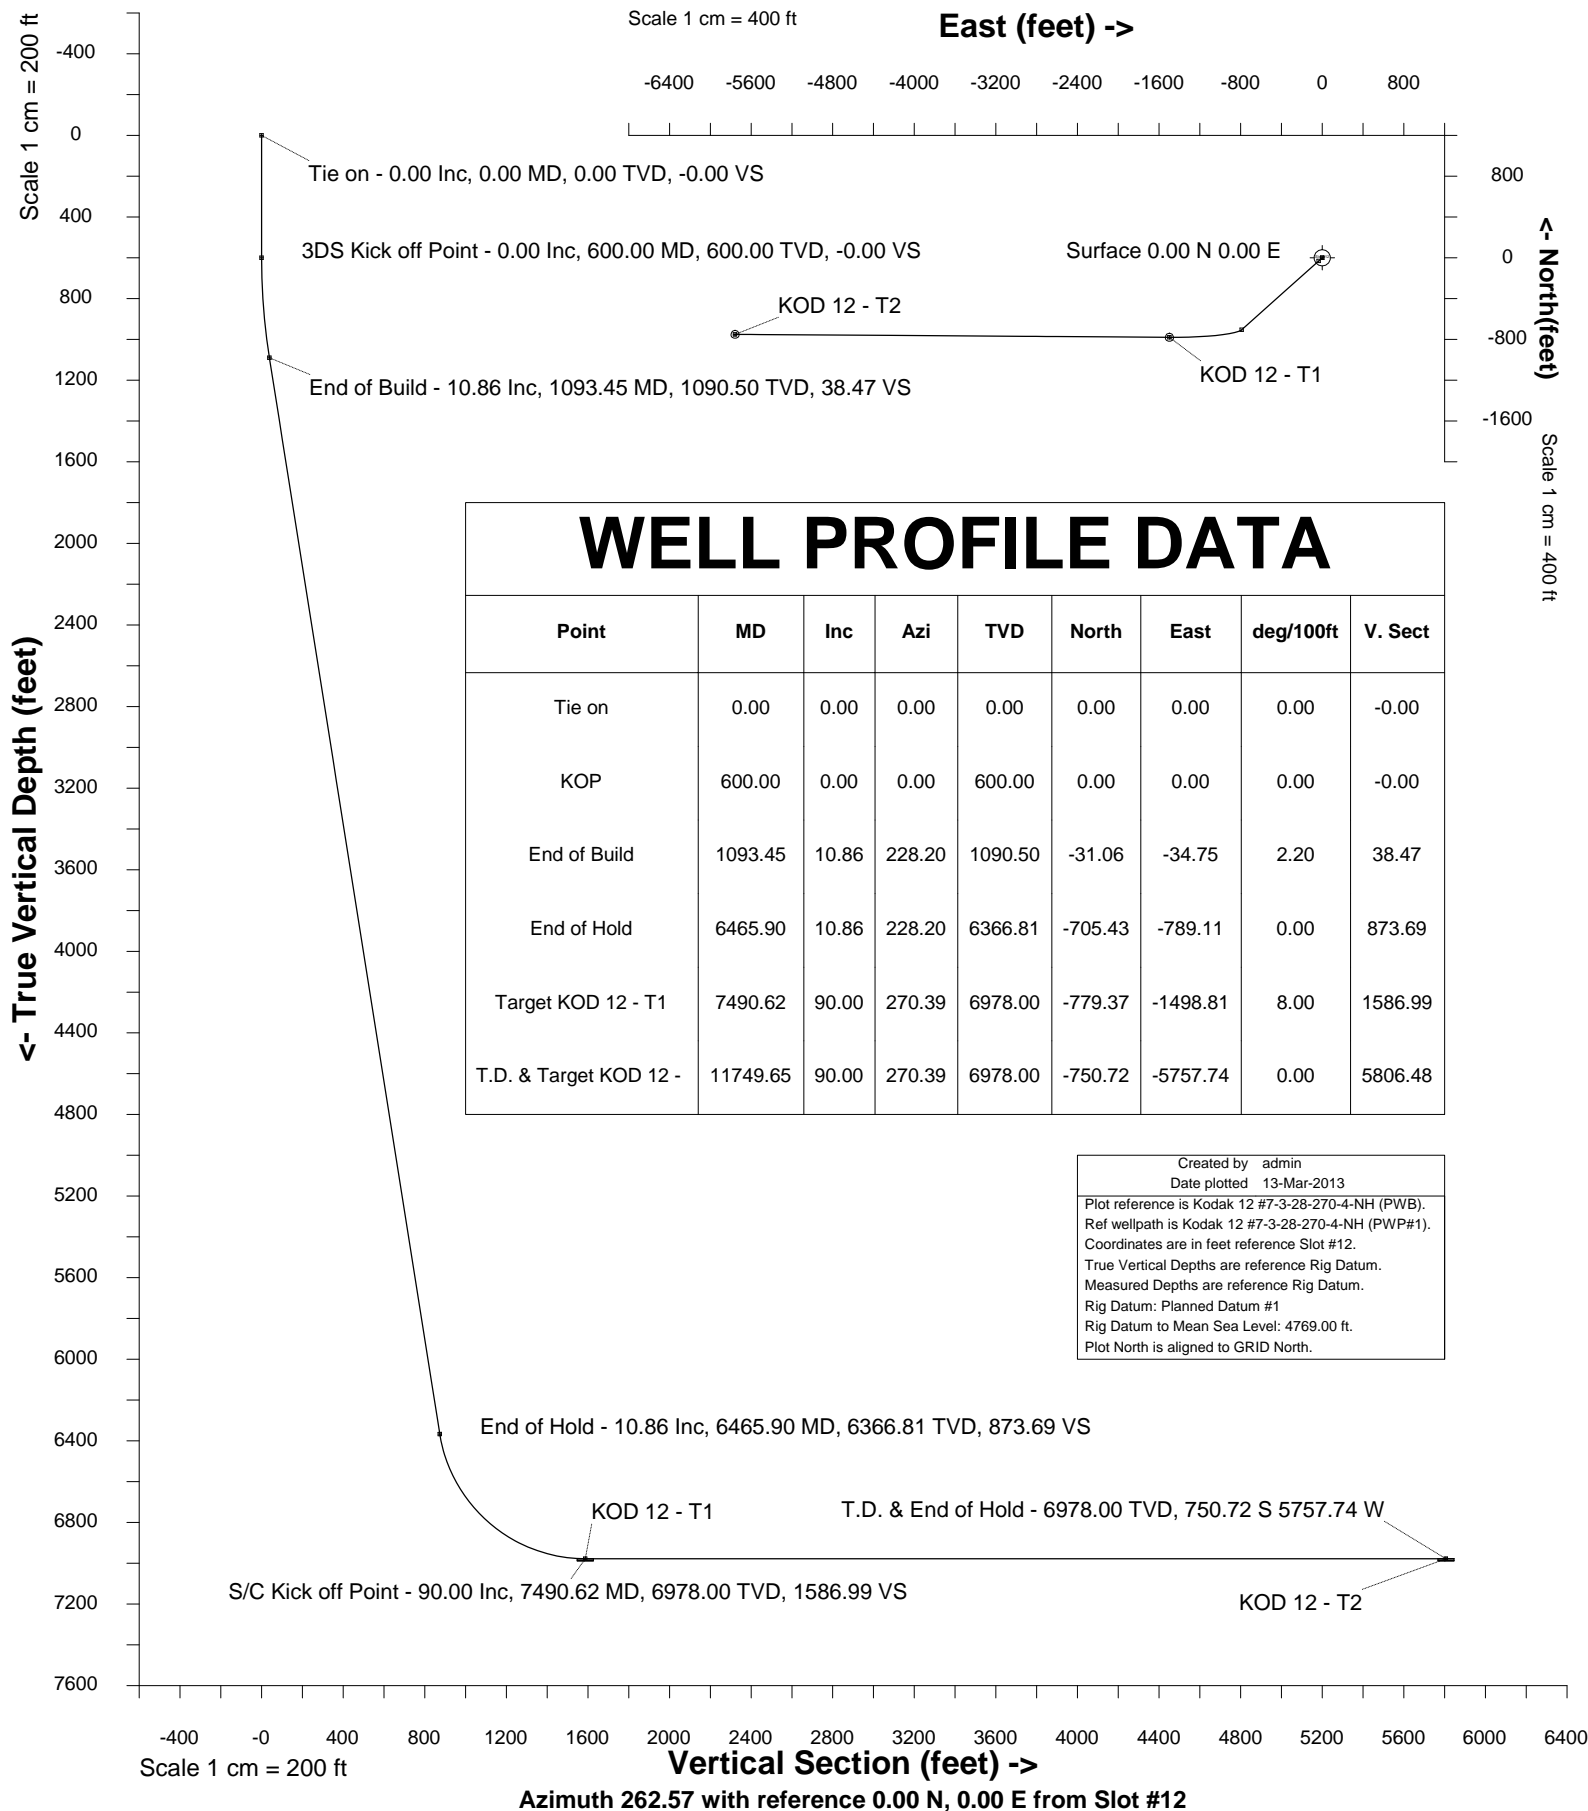 Scale 1 cm = 400 ft
East (feet) ->
-6400 -5600 -4800 -4000 -3200 -2400 -1600 -800 0 800
Scale 1 cm = 200 ft
<- True Vertical Depth (feet)
-400
0
400
800
1200
1600
2000
2400
2800
3200
3600
4000
4400
4800
5200
5600
6000
6400
6800
7200
7600
Tie on - 0.00 Inc, 0.00 MD, 0.00 TVD, -0.00 VS
3DS Kick off Point - 0.00 Inc, 600.00 MD, 600.00 TVD, -0.00 VS
End of Build - 10.86 Inc, 1093.45 MD, 1090.50 TVD, 38.47 VS
Surface 0.00 N 0.00 E
KOD 12 - T2
KOD 12 - T1
800
0
-800
-1600
<- North(feet)
Scale 1 cm = 400 ft
WELL PROFILE DATA
Point MD Inc Azi TVD North East deg/100ft V. Sect
Tie on 0.00 0.00 0.00 0.00 0.00 0.00 0.00 -0.00
KOP 600.00 0.00 0.00 600.00 0.00 0.00 0.00 -0.00
End of Build 1093.45 10.86 228.20 1090.50 -31.06 -34.75 2.20 38.47
End of Hold 6465.90 10.86 228.20 6366.81 -705.43 -789.11 0.00 873.69
Target KOD 12 - T1 7490.62 90.00 270.39 6978.00 -779.37 -1498.81 8.00 1586.99
T.D. & Target KOD 12 - 11749.65 90.00 270.39 6978.00 -750.72 -5757.74 0.00 5806.48
Created by admin
Date plotted 13-Mar-2013
Plot reference is Kodak 12 #7-3-28-270-4-NH (PWB).
Ref wellpath is Kodak 12 #7-3-28-270-4-NH (PWP#1).
Coordinates are in feet reference Slot #12.
True Vertical Depths are reference Rig Datum.
Measured Depths are reference Rig Datum.
Rig Datum: Planned Datum #1
Rig Datum to Mean Sea Level: 4769.00 ft.
Plot North is aligned to GRID North.
End of Hold - 10.86 Inc, 6465.90 MD, 6366.81 TVD, 873.69 VS
KOD 12 - T1
T.D. & End of Hold - 6978.00 TVD, 750.72 S 5757.74 W
S/C Kick off Point - 90.00 Inc, 7490.62 MD, 6978.00 TVD, 1586.99 VS
KOD 12 - T2
-400 -0 400 800 1200 1600 2000 2400 2800 3200 3600 4000 4400 4800 5200 5600 6000 6400
Scale 1 cm = 200 ft
Vertical Section (feet) ->
Azimuth 262.57 with reference 0.00 N, 0.00 E from Slot #12